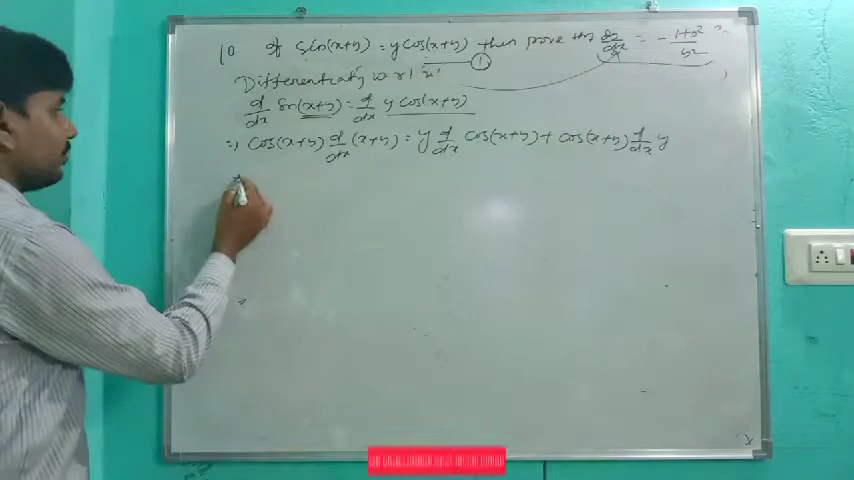 10 If Sin(x+y) = y cos(x+y) then prove that dy/dx = - 1+y²/y²
Differentiating w.r.t 'x' ①
d/dx Sin(x+y) = d/dx y cos(x+y)
=> cos(x+y) d/dx (x+y) = y d/dx cos(x+y) + cos(x+y) d/dx y